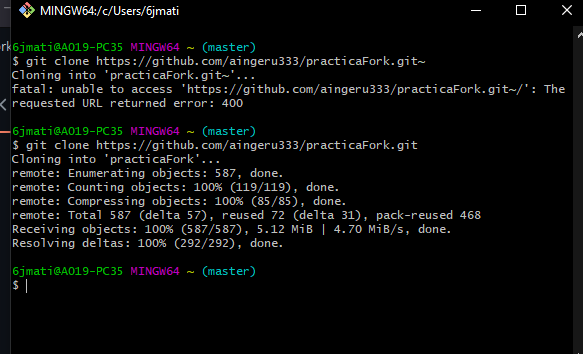 MINGW64:/c/Users/6jmati
6jmati@A019-PC35 MINGW64 ~ (master)
$ git clone https://github.com/aingeru333/practicaFork.git~
Cloning into 'practicaFork.git~'...
fatal: unable to access 'https://github.com/aingeru333/practicaFork.git~/': The
requested URL returned error: 400
6jmati@A019-PC35 MINGW64 ~ (master)
$ git clone https://github.com/aingeru333/practicaFork.git
Cloning into 'practicaFork'...
remote: Enumerating objects: 587, done.
remote: Counting objects: 100% (119/119), done.
remote: Compressing objects: 100% (85/85), done.
remote: Total 587 (delta 57), reused 72 (delta 31), pack-reused 468
Receiving objects: 100% (587/587), 5.12 MiB | 4.70 MiB/s, done.
Resolving deltas: 100% (292/292), done.
6jmati@A019-PC35 MINGW64 ~ (master)
$